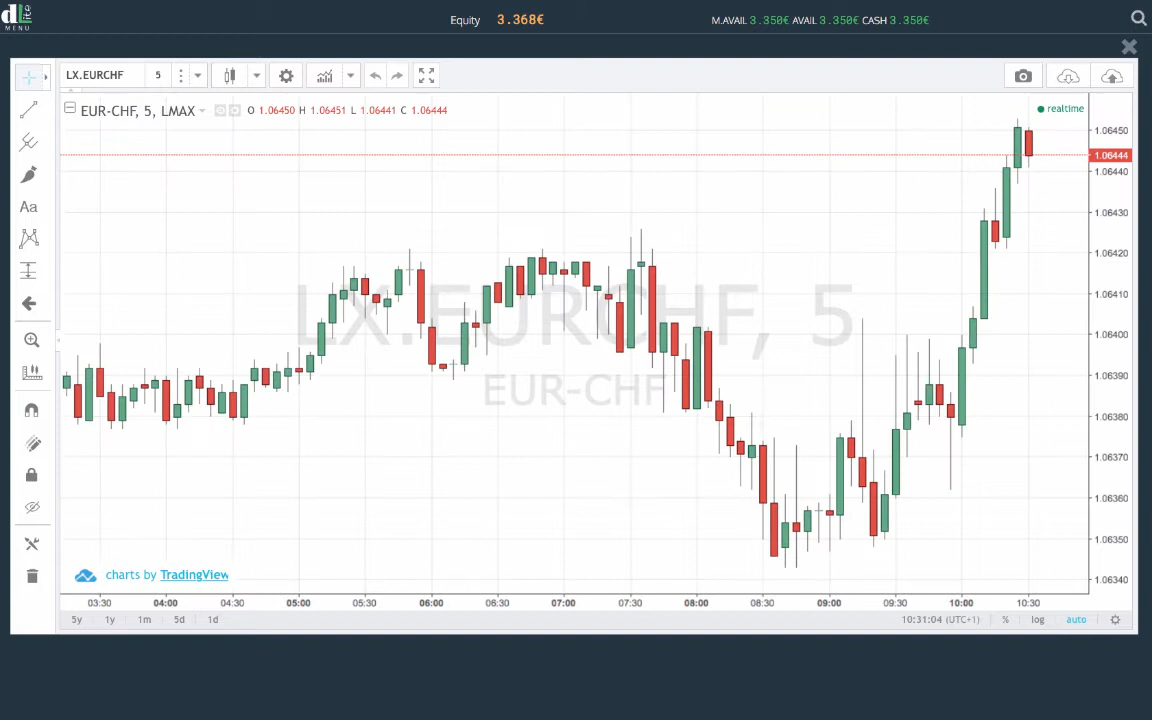 dLite
MENU
Equity 3.368€
M.AVAIL 3.350€ AVAIL 3.350€ CASH 3.350€
LX.EURCHF 5
EUR-CHF, 5, LMAX O 1.06450 H 1.06451 L 1.06441 C 1.06444
realtime
1.06450
1.06444
1.06440
1.06430
1.06420
1.06410
1.06400
1.06390
1.06380
1.06370
1.06360
1.06350
1.06340
Aa
LX.EURCHF, 5
EUR-CHF
charts by TradingView
03:30 04:00 04:30 05:00 05:30 06:00 06:30 07:00 07:30 08:00 08:30 09:00 09:30 10:00 10:30
5y 1y 1m 5d 1d 10:31:04 (UTC+1) % log auto